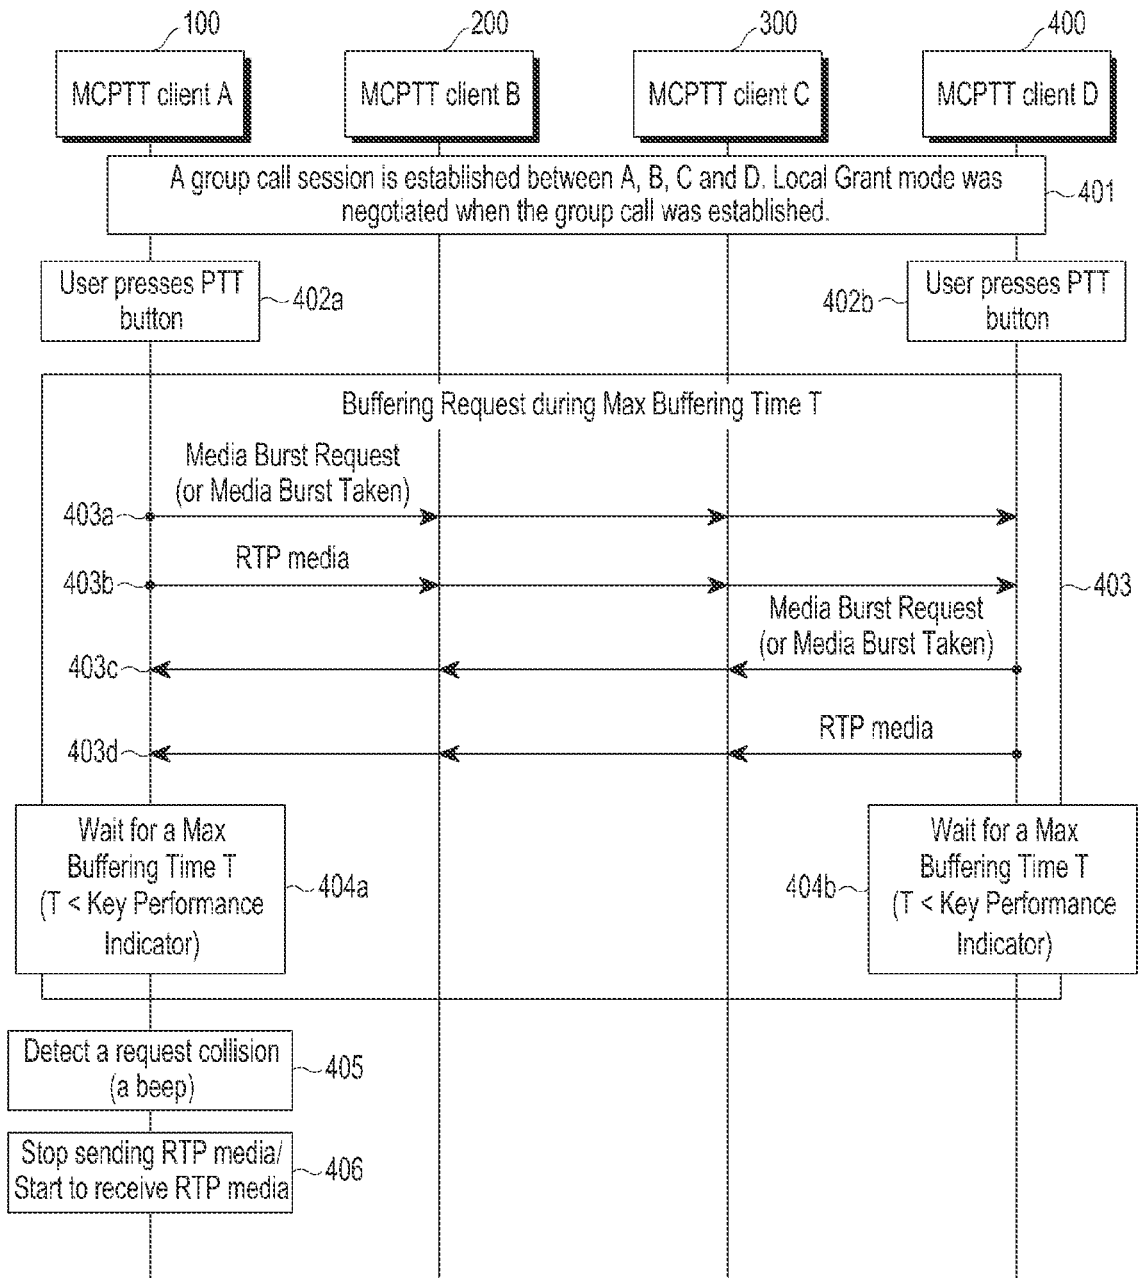 100
200
300
400
MCPTT client A
MCPTT client B
MCPTT client C
MCPTT client D
A group call session is established between A, B, C and D. Local Grant mode was
negotiated when the group call was established.
401
User presses PTT
button
402a
402b
User presses PTT
button
Buffering Request during Max Buffering Time T
Media Burst Request
(or Media Burst Taken)
403a
RTP media
403b
403
Media Burst Request
(or Media Burst Taken)
403c
RTP media
403d
Wait for a Max
Buffering Time T
(T < Key Performance
Indicator)
404a
404b
Wait for a Max
Buffering Time T
(T < Key Performance
Indicator)
Detect a request collision
(a beep)
405
Stop sending RTP media/
Start to receive RTP media
406